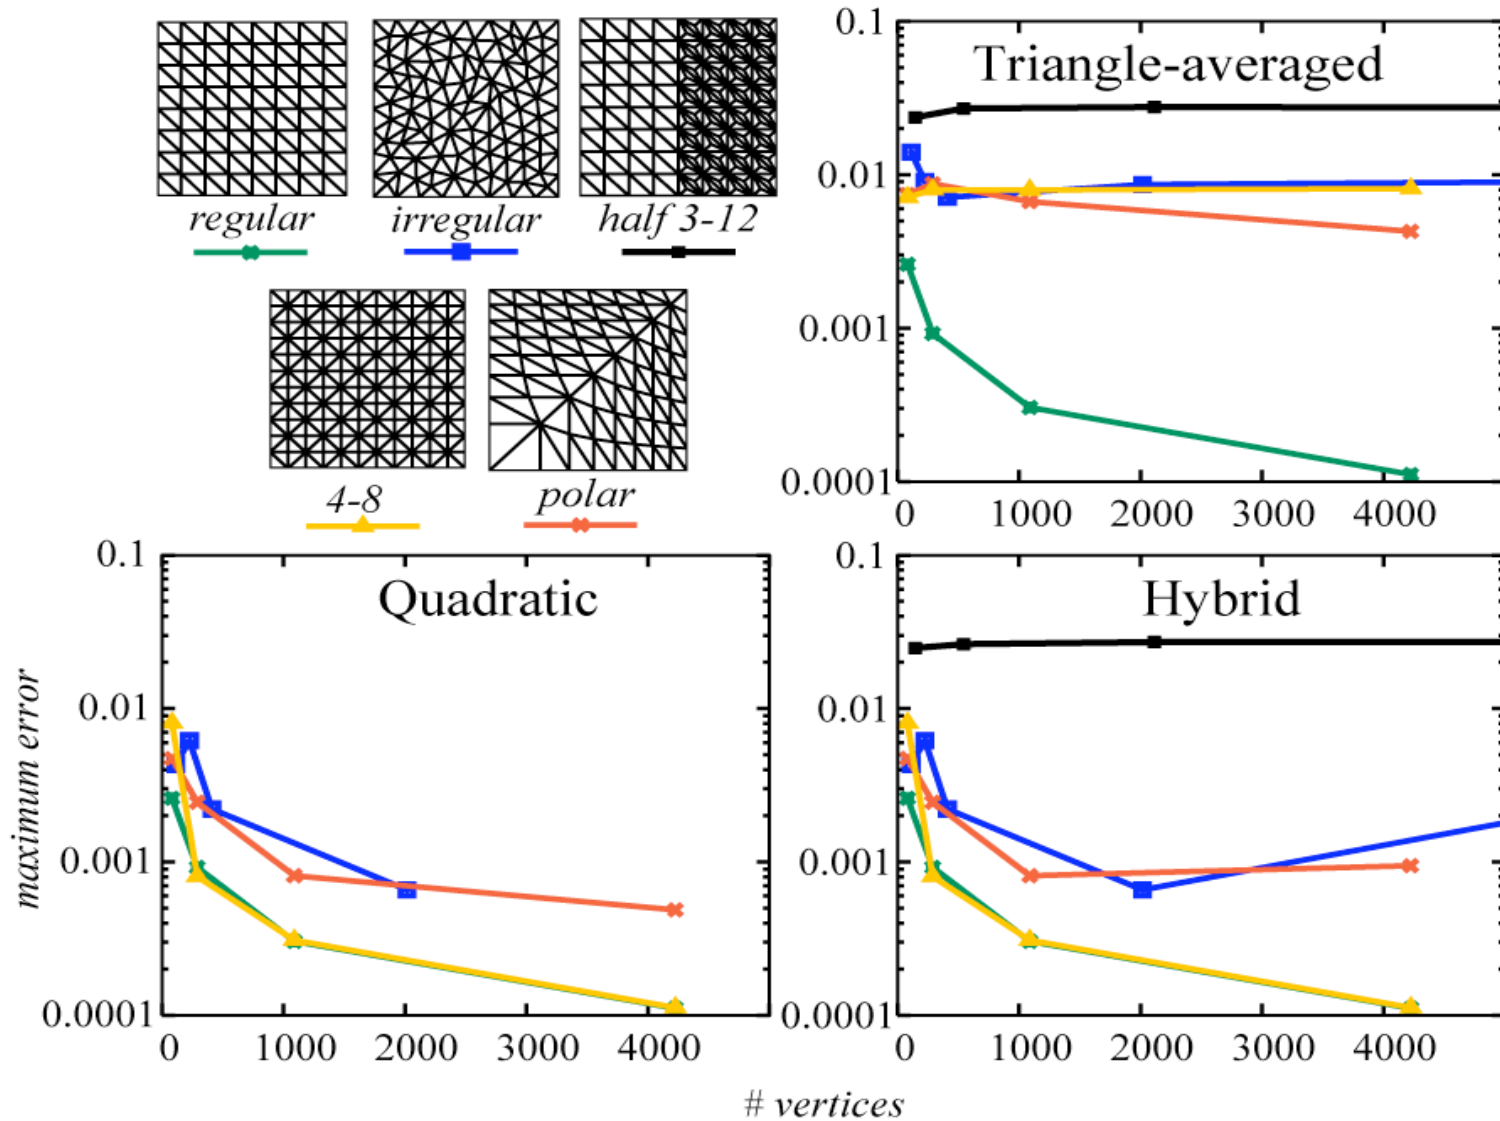 regular irregular half 3-12
4-8 polar
0.1
Triangle-averaged
0.01
0.001
0.0001
0 1000 2000 3000 4000
0.1
Quadratic
0.01
0.001
0.0001
0 1000 2000 3000 4000
0.1
Hybrid
0.01
0.001
0.0001
0 1000 2000 3000 4000
maximum error
# vertices